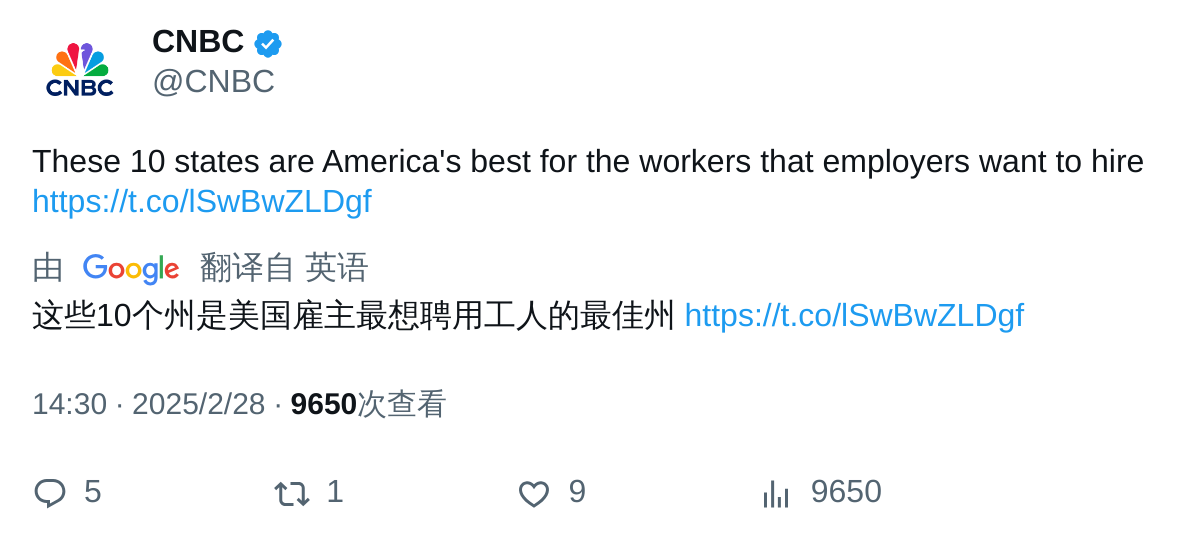 CNBC
CNBC
@CNBC
These 10 states are America's best for the workers that employers want to hire
https://t.co/lSwBwZLDgf
由 Google 翻译自 英语
这些10个州是美国雇主最想聘用工人的最佳州 https://t.co/lSwBwZLDgf
14:30 · 2025/2/28 · 9650次查看
5 1 9 9650